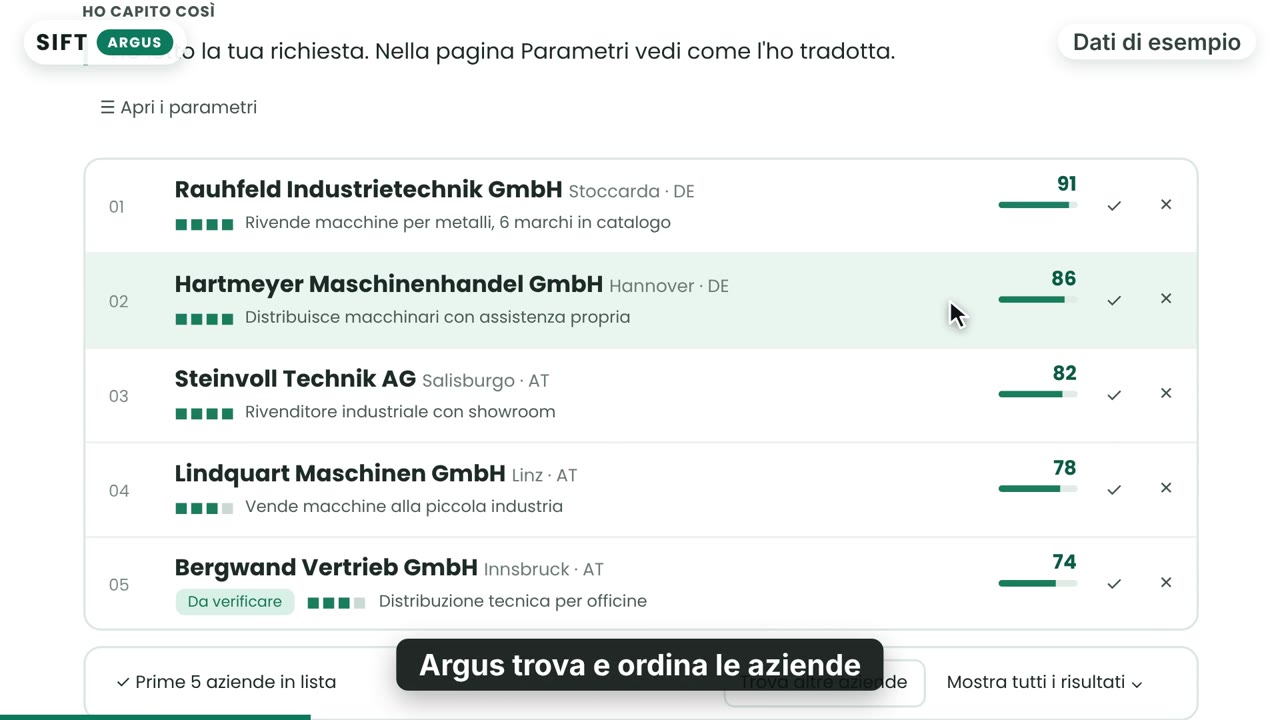 HO CAPITO COSÌ
SIFT ARGUS
la tua richiesta. Nella pagina Parametri vedi come l'ho tradotta.
Dati di esempio
☰ Apri i parametri
01
Rauhfeld Industrietechnik GmbH Stoccarda · DE
Rivende macchine per metalli, 6 marchi in catalogo
91
02
Hartmeyer Maschinenhandel GmbH Hannover · DE
Distribuisce macchinari con assistenza propria
86
03
Steinvoll Technik AG Salisburgo · AT
Rivenditore industriale con showroom
82
04
Lindquart Maschinen GmbH Linz · AT
Vende macchine alla piccola industria
78
05
Bergwand Vertrieb GmbH Innsbruck · AT
Da verificare Distribuzione tecnica per officine
74
Argus trova e ordina le aziende
✓ Prime 5 aziende in lista
Trova altre aziende
Mostra tutti i risultati